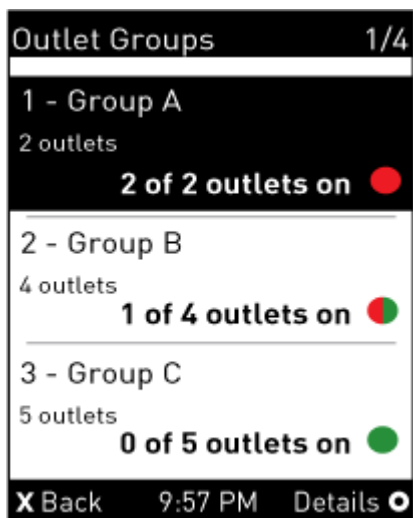 Outlet Groups 1/4
1 - Group A
2 outlets
2 of 2 outlets on
2 - Group B
4 outlets
1 of 4 outlets on
3 - Group C
5 outlets
0 of 5 outlets on
X Back 9:57 PM Details